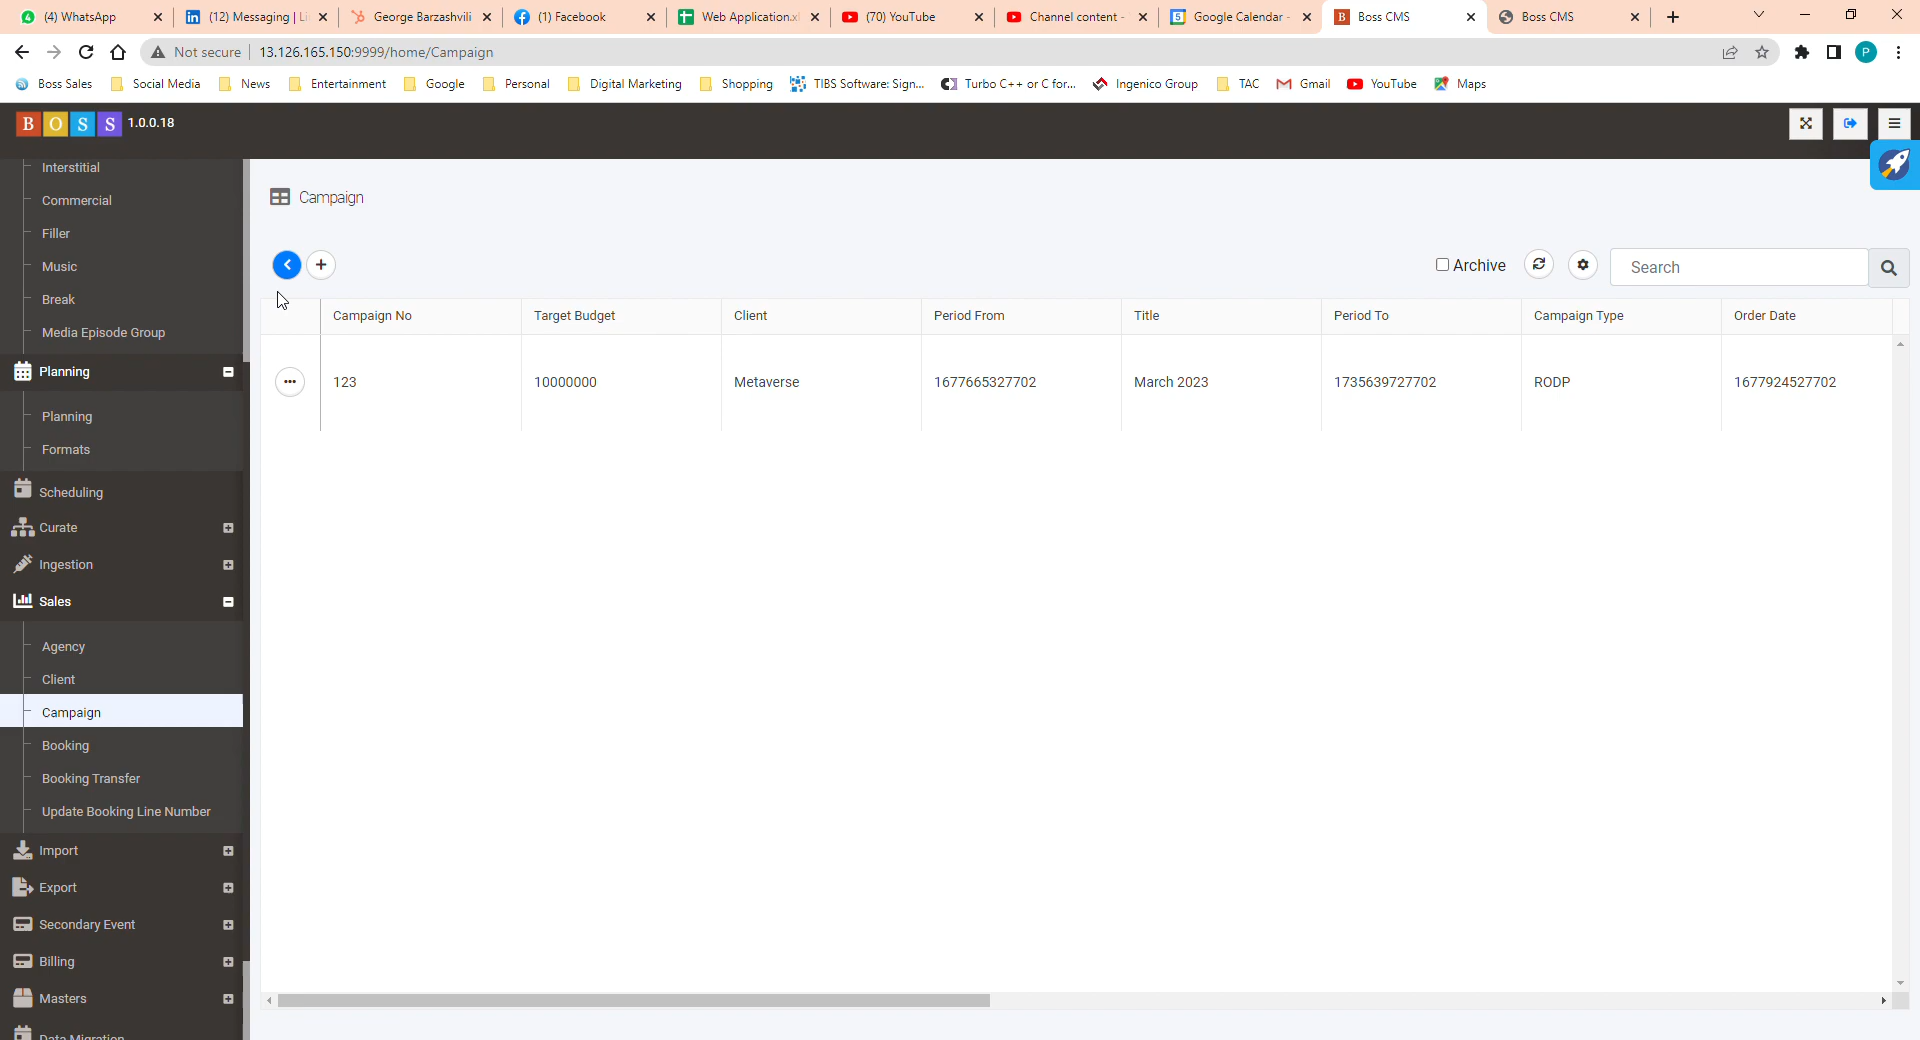 (4) WhatsApp
(12) Messaging | Li
George Barzashvili
(1) Facebook
Web Application.xl
(70) YouTube
Channel content -
Google Calendar -
Boss CMS
Boss CMS
Not secure 13.126.165.150:9999/home/Campaign
P
Boss Sales
Social Media
News
Entertainment
Google
Personal
Digital Marketing
Shopping
TIBS Software: Sign...
Turbo C++ or C for...
Ingenico Group
TAC
Gmail
YouTube
Maps
BOSS 1.0.0.18
Interstitial
Commercial
Filler
Music
Break
Media Episode Group
Planning
Planning
Formats
Scheduling
Curate
Ingestion
Sales
Agency
Client
Campaign
Booking
Booking Transfer
Update Booking Line Number
Import
Export
Secondary Event
Billing
Masters
Data Migration
Campaign
Archive
Search
Campaign No Target Budget Client Period From Title Period To Campaign Type Order Date
123 10000000 Metaverse 1677665327702 March 2023 1735639727702 RODP 1677924527702